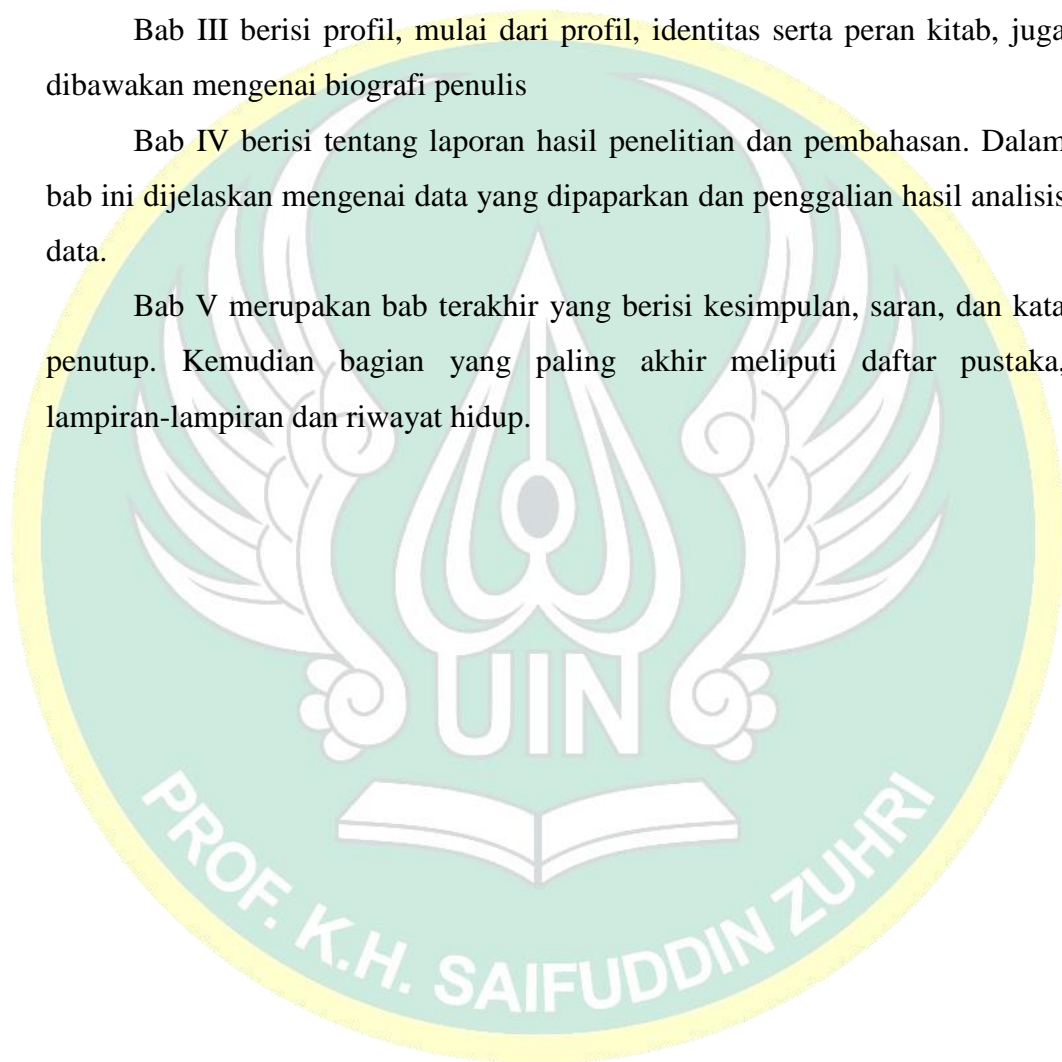 Bab III berisi profil, mulai dari profil, identitas serta peran kitab, juga
dibawakan mengenai biografi penulis
Bab IV berisi tentang laporan hasil penelitian dan pembahasan. Dalam
bab ini dijelaskan mengenai data yang dipaparkan dan penggalian hasil analisis
data.
Bab V merupakan bab terakhir yang berisi kesimpulan, saran, dan kata
penutup. Kemudian bagian yang paling akhir meliputi daftar pustaka,
lampiran-lampiran dan riwayat hidup.
UIN
PROF. K.H. SAIFUDDIN ZUHRI